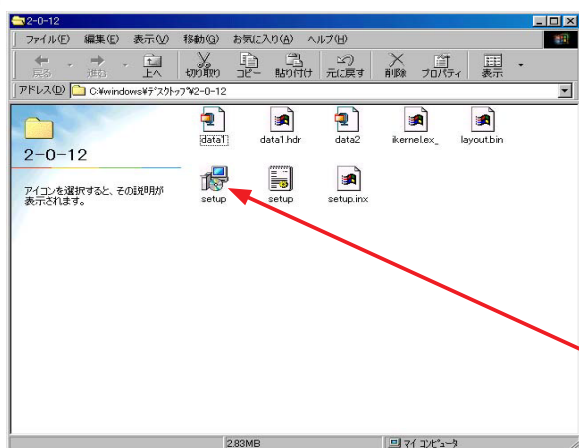 2-0-12
ファイル(F) 編集(E) 表示(V) 移動(G) お気に入り(A) ヘルプ(H)
戻る 進む 上へ 切り取り コピー 貼り付け 元に戻す 削除 プロパティ 表示
アドレス(D) C:¥windows¥デスクトップ¥2-0-12
2-0-12
アイコンを選択すると、その説明が
表示されます。
data1 data1.hdr data2 ikernel.ex_ layout.bin
setup setup setup.inx
2.83MB マイ コンピュータ